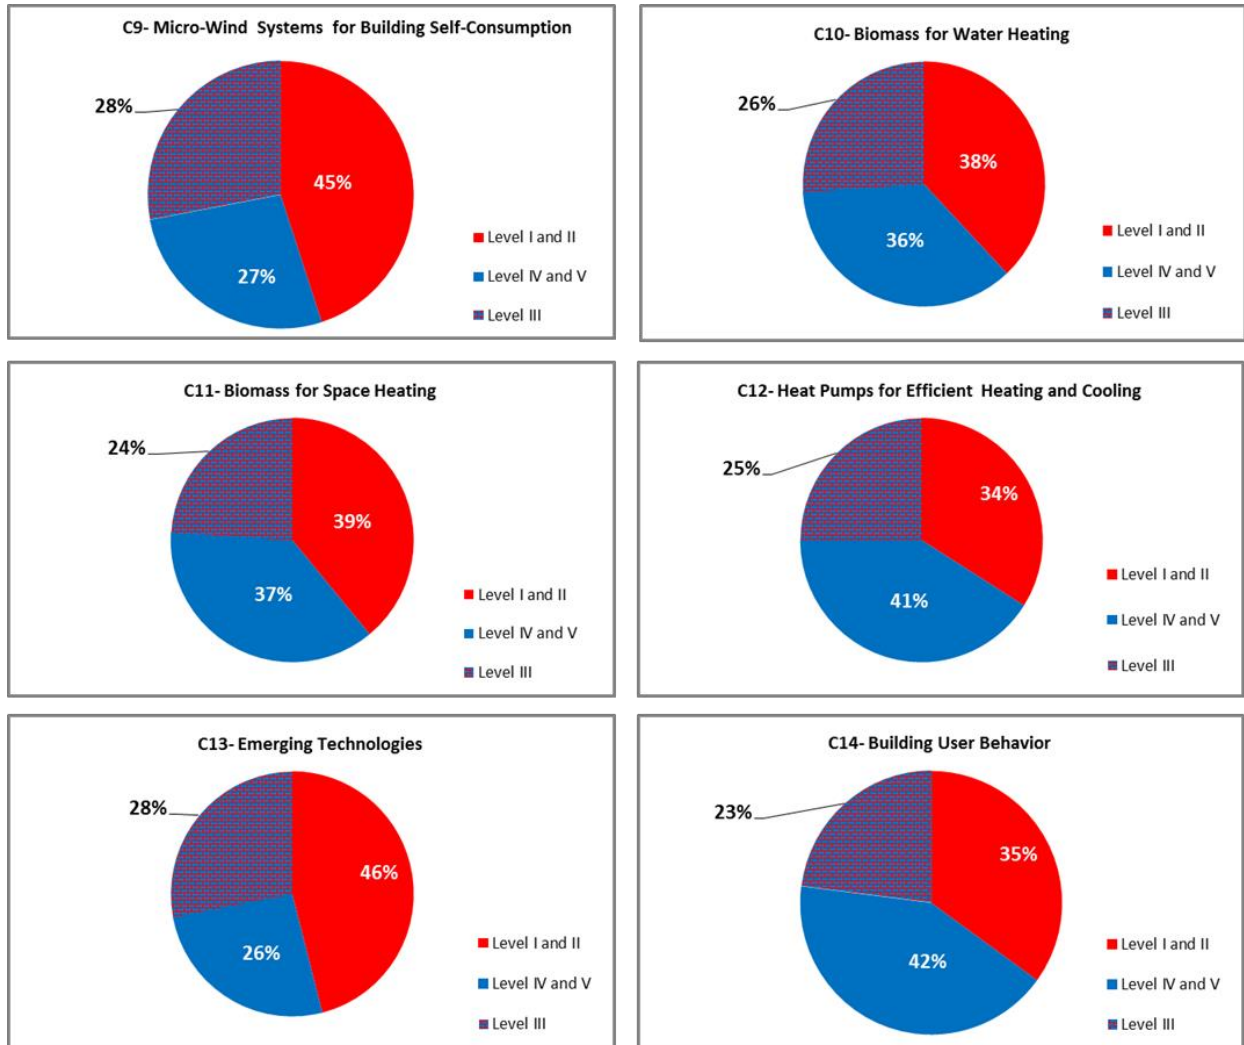 C9- Micro-Wind Systems for Building Self-Consumption
28%
45%
27%
Level I and II
Level IV and V
Level III
C10- Biomass for Water Heating
26%
38%
36%
Level I and II
Level IV and V
Level III
C11- Biomass for Space Heating
24%
39%
37%
Level I and II
Level IV and V
Level III
C12- Heat Pumps for Efficient Heating and Cooling
25%
34%
41%
Level I and II
Level IV and V
Level III
C13- Emerging Technologies
28%
46%
26%
Level I and II
Level IV and V
Level III
C14- Building User Behavior
23%
35%
42%
Level I and II
Level IV and V
Level III